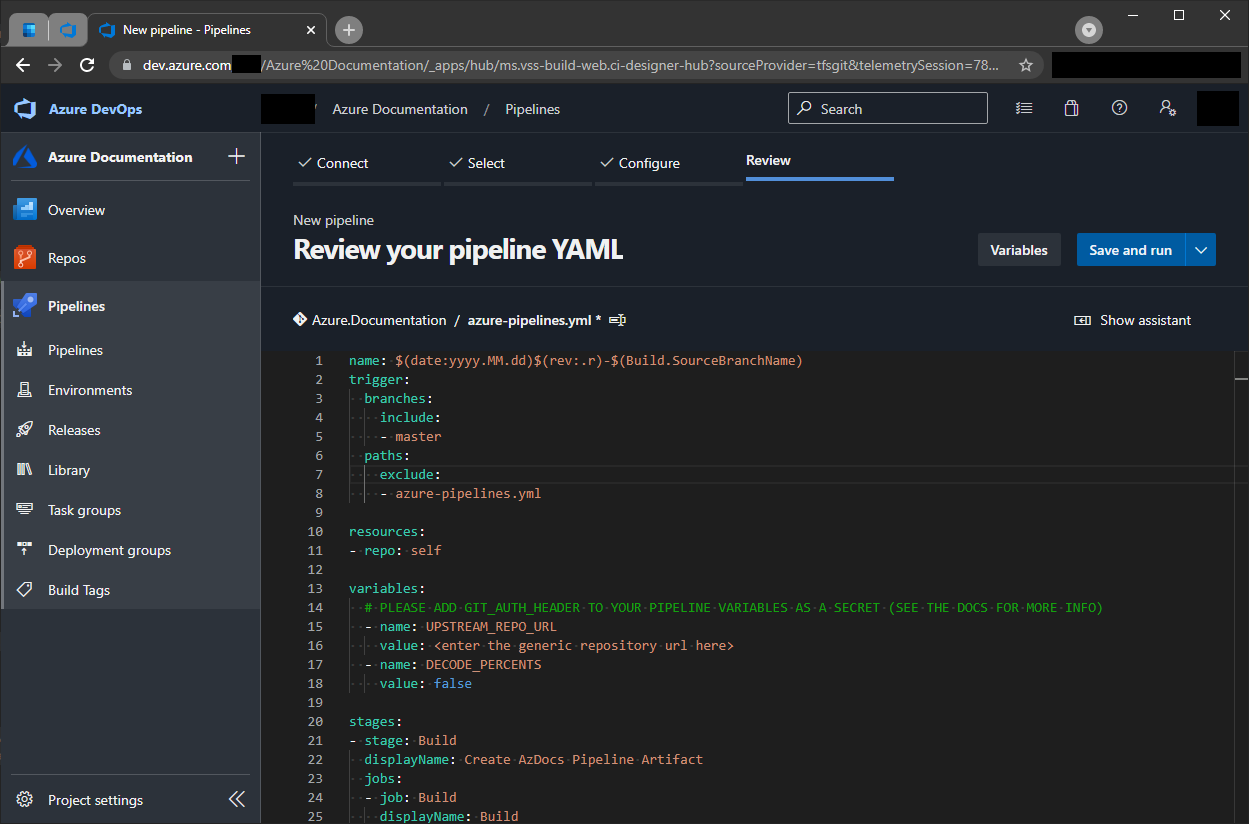 New pipeline - Pipelines
dev.azure.com
/Azure%20Documentation/_apps/hub/ms.vss-build-web.ci-designer-hub?sourceProvider=tfsgit&telemetrySession=78...
Azure DevOps
/ Azure Documentation / Pipelines
Search
Azure Documentation
Overview
Repos
Pipelines
Pipelines
Environments
Releases
Library
Task groups
Deployment groups
Build Tags
Project settings
Connect
Select
Configure
Review
New pipeline
Review your pipeline YAML
Variables
Save and run
Azure.Documentation / azure-pipelines.yml *
Show assistant
1 name: $(date:yyyy.MM.dd)$(rev:.r)-$(Build.SourceBranchName)
2 trigger:
3   branches:
4     include:
5     - master
6   paths:
7     exclude:
8     - azure-pipelines.yml
9
10 resources:
11 - repo: self
12
13 variables:
14   # PLEASE ADD GIT_AUTH_HEADER TO YOUR PIPELINE VARIABLES AS A SECRET (SEE THE DOCS FOR MORE INFO)
15   - name: UPSTREAM_REPO_URL
16     value: <enter the generic repository url here>
17   - name: DECODE_PERCENTS
18     value: false
19
20 stages:
21 - stage: Build
22   displayName: Create AzDocs Pipeline Artifact
23   jobs:
24   - job: Build
25     displayName: Build